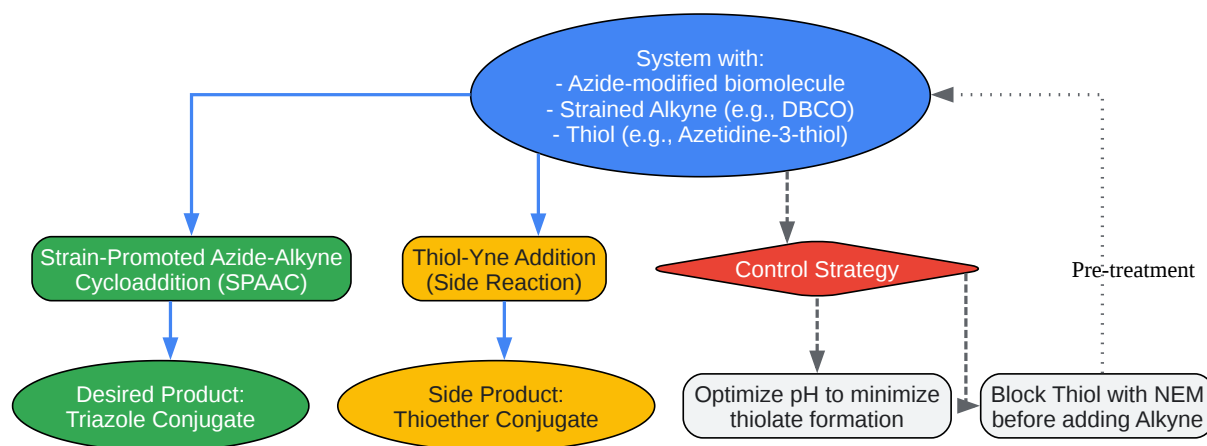 System with:
- Azide-modified biomolecule
- Strained Alkyne (e.g., DBCO)
- Thiol (e.g., Azetidine-3-thiol)
Strain-Promoted Azide-Alkyne
Cycloaddition (SPAAC)
Thiol-Yne Addition
(Side Reaction)
Control Strategy
Pre-treatment
Desired Product:
Triazole Conjugate
Side Product:
Thioether Conjugate
Optimize pH to minimize
thiolate formation
Block Thiol with NEM
before adding Alkyne